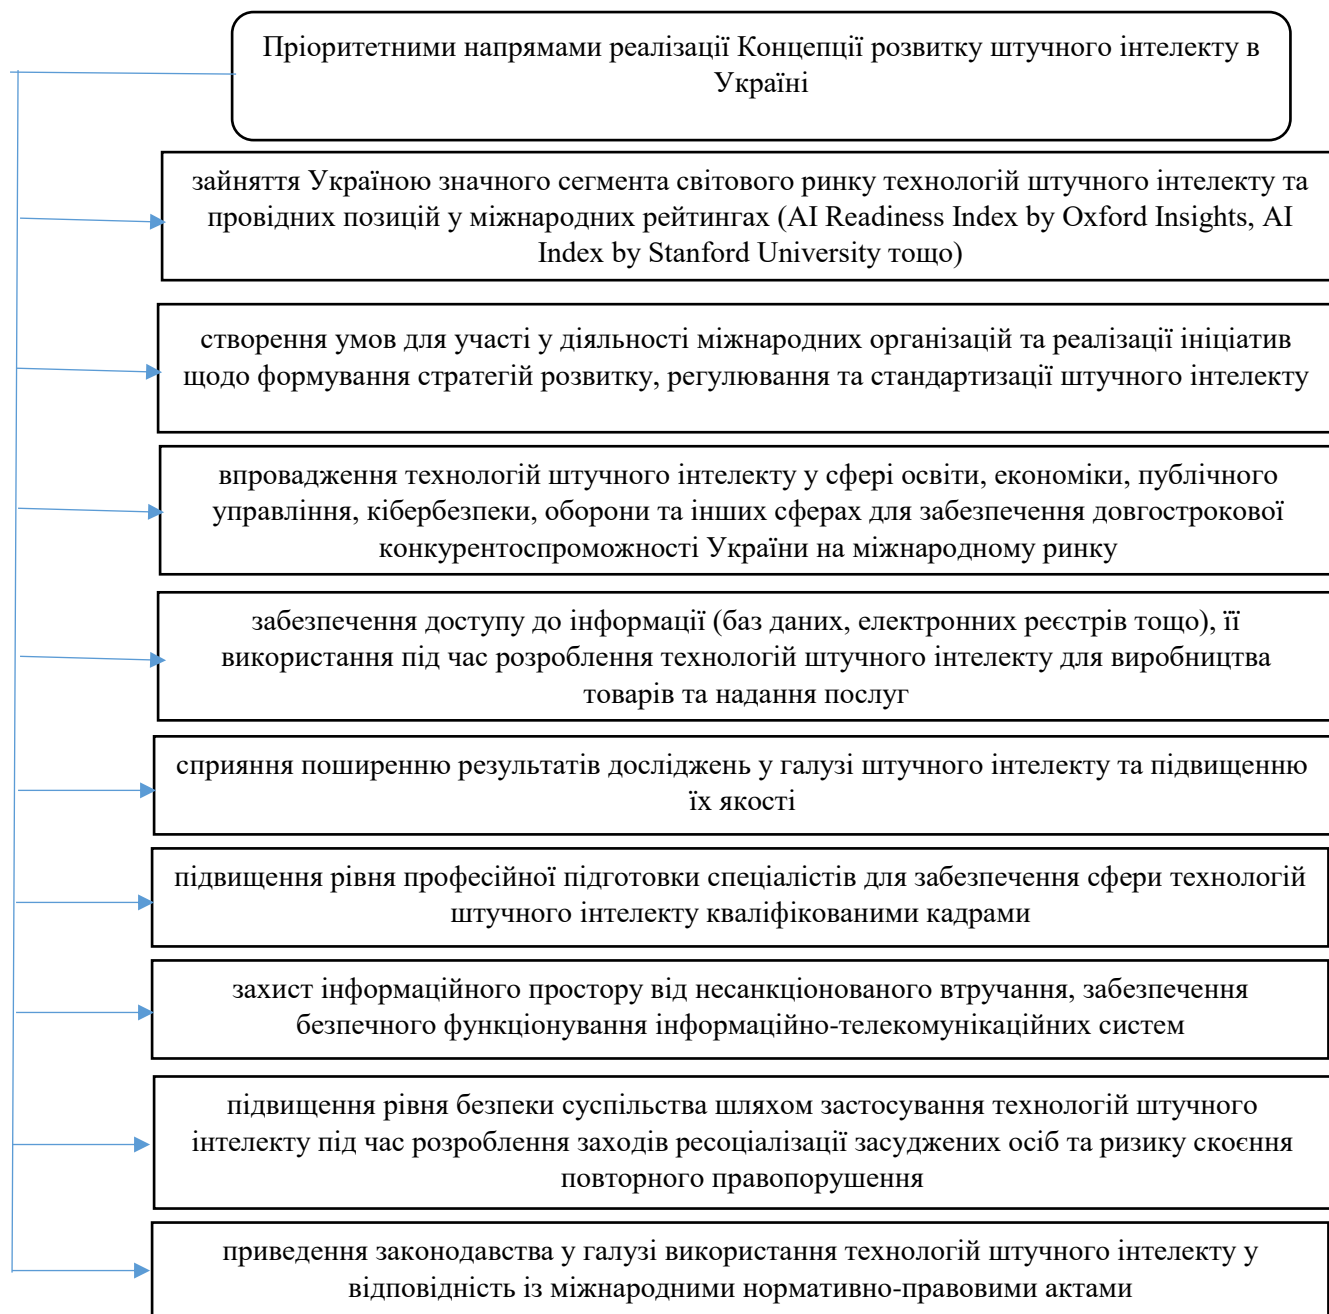 Пріоритетними напрямами реалізації Концепції розвитку штучного інтелекту в
Україні
зайняття Україною значного сегмента світового ринку технологій штучного інтелекту та
провідних позицій у міжнародних рейтингах (AI Readiness Index by Oxford Insights, AI
Index by Stanford University тощо)
створення умов для участі у діяльності міжнародних організацій та реалізації ініціатив
щодо формування стратегій розвитку, регулювання та стандартизації штучного інтелекту
впровадження технологій штучного інтелекту у сфері освіти, економіки, публічного
управління, кібербезпеки, оборони та інших сферах для забезпечення довгострокової
конкурентоспроможності України на міжнародному ринку
забезпечення доступу до інформації (баз даних, електронних реєстрів тощо), її
використання під час розроблення технологій штучного інтелекту для виробництва
товарів та надання послуг
сприяння поширенню результатів досліджень у галузі штучного інтелекту та підвищенню
їх якості
підвищення рівня професійної підготовки спеціалістів для забезпечення сфери технологій
штучного інтелекту кваліфікованими кадрами
захист інформаційного простору від несанкціонованого втручання, забезпечення
безпечного функціонування інформаційно-телекомунікаційних систем
підвищення рівня безпеки суспільства шляхом застосування технологій штучного
інтелекту під час розроблення заходів ресоціалізації засуджених осіб та ризику скоєння
повторного правопорушення
приведення законодавства у галузі використання технологій штучного інтелекту у
відповідність із міжнародними нормативно-правовими актами